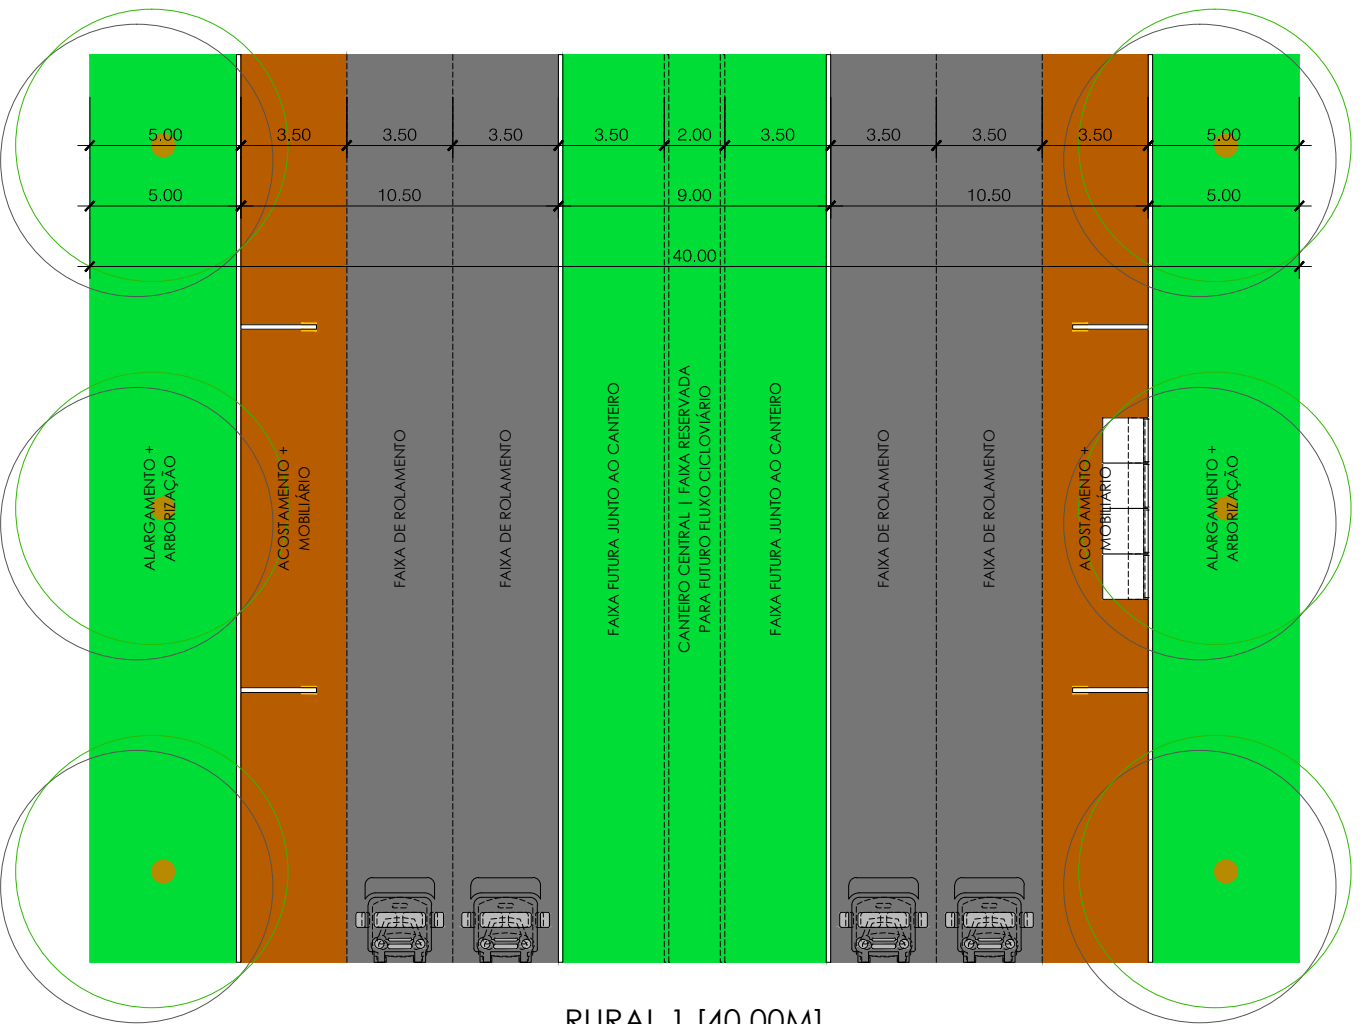 5.00 3.50 3.50 3.50 3.50 2.00 3.50 3.50 3.50 3.50 5.00
5.00 10.50 9.00 10.50 5.00
40.00
ALARGAMENTO +
ARBORIZAÇÃO
ACOSTAMENTO +
MOBILIÁRIO
FAIXA DE ROLAMENTO
FAIXA DE ROLAMENTO
FAIXA FUTURA JUNTO AO CANTEIRO
CANTEIRO CENTRAL | FAIXA RESERVADA
PARA FUTURO FLUXO CICLOVIÁRIO
FAIXA FUTURA JUNTO AO CANTEIRO
FAIXA DE ROLAMENTO
FAIXA DE ROLAMENTO
ACOSTAMENTO +
MOBILIÁRIO
ALARGAMENTO +
ARBORIZAÇÃO
RURAL 1 [40.00M]